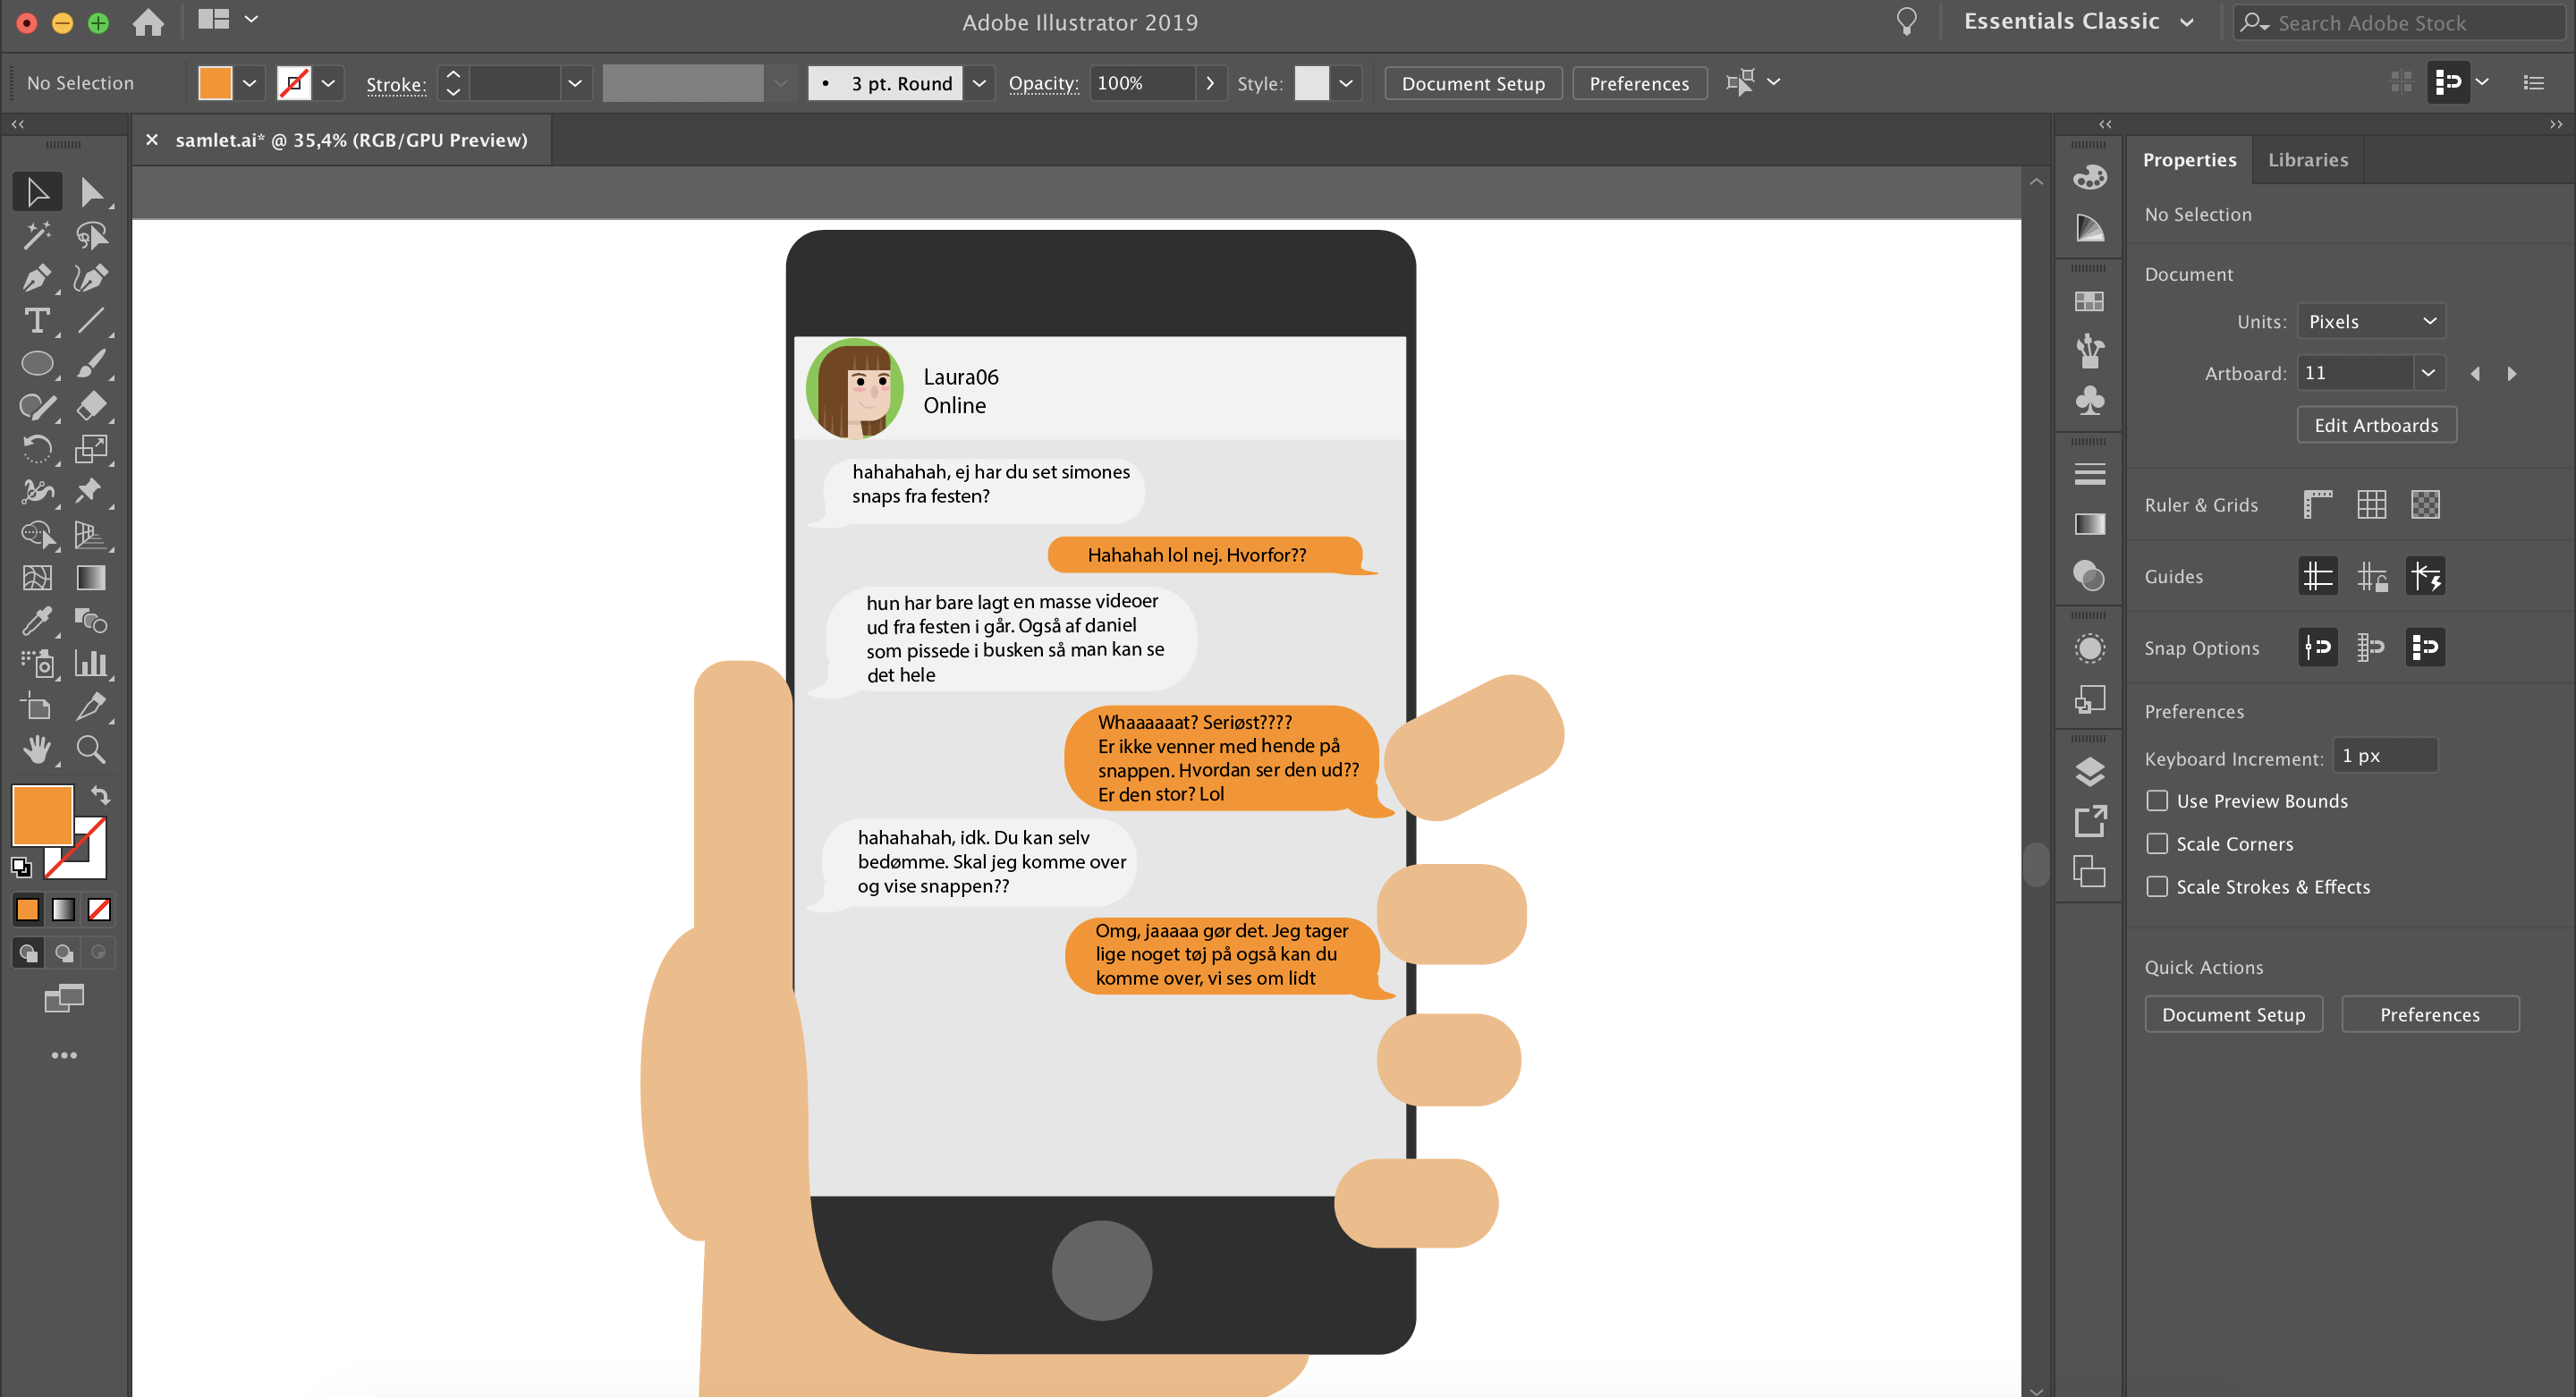 Adobe Illustrator 2019
Essentials Classic
Search Adobe Stock
No Selection
Stroke:
3 pt. Round
Opacity:
100%
Style:
Document Setup
Preferences
samlet.ai* @ 35,4% (RGB/GPU Preview)
Properties
Libraries
No Selection
Document
Units:
Pixels
Artboard:
11
Edit Artboards
Ruler & Grids
Guides
Snap Options
Preferences
Keyboard Increment:
1 px
Use Preview Bounds
Scale Corners
Scale Strokes & Effects
Quick Actions
Document Setup
Preferences
Laura06
Online
hahahahah, ej har du set simones
snaps fra festen?
Hahahah lol nej. Hvorfor??
hun har bare lagt en masse videoer
ud fra festen i går. Også af daniel
som pissede i busken så man kan se
det hele
Whaaaaaat? Seriøst????
Er ikke venner med hende på
snappen. Hvordan ser den ud??
Er den stor? Lol
hahahahah, idk. Du kan selv
bedømme. Skal jeg komme over
og vise snappen??
Omg, jaaaaa gør det. Jeg tager
lige noget tøj på også kan du
komme over, vi ses om lidt